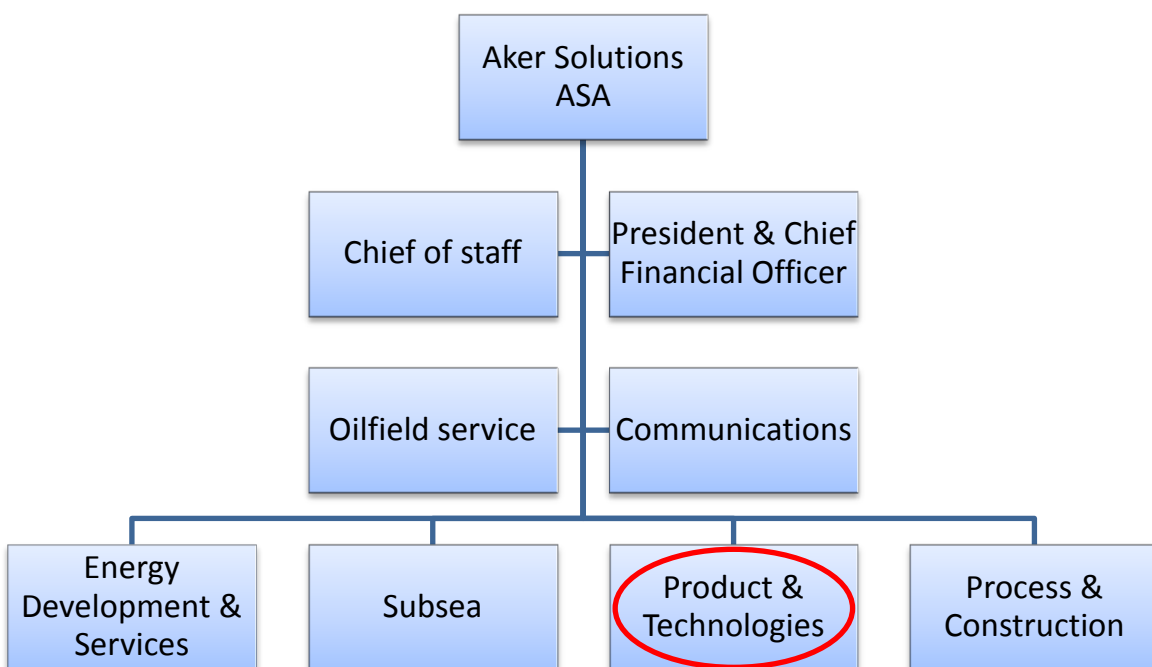 Aker Solutions
ASA
Chief of staff
President & Chief
Financial Officer
Oilfield service
Communications
Energy
Development &
Services
Subsea
Product &
Technologies
Process &
Construction